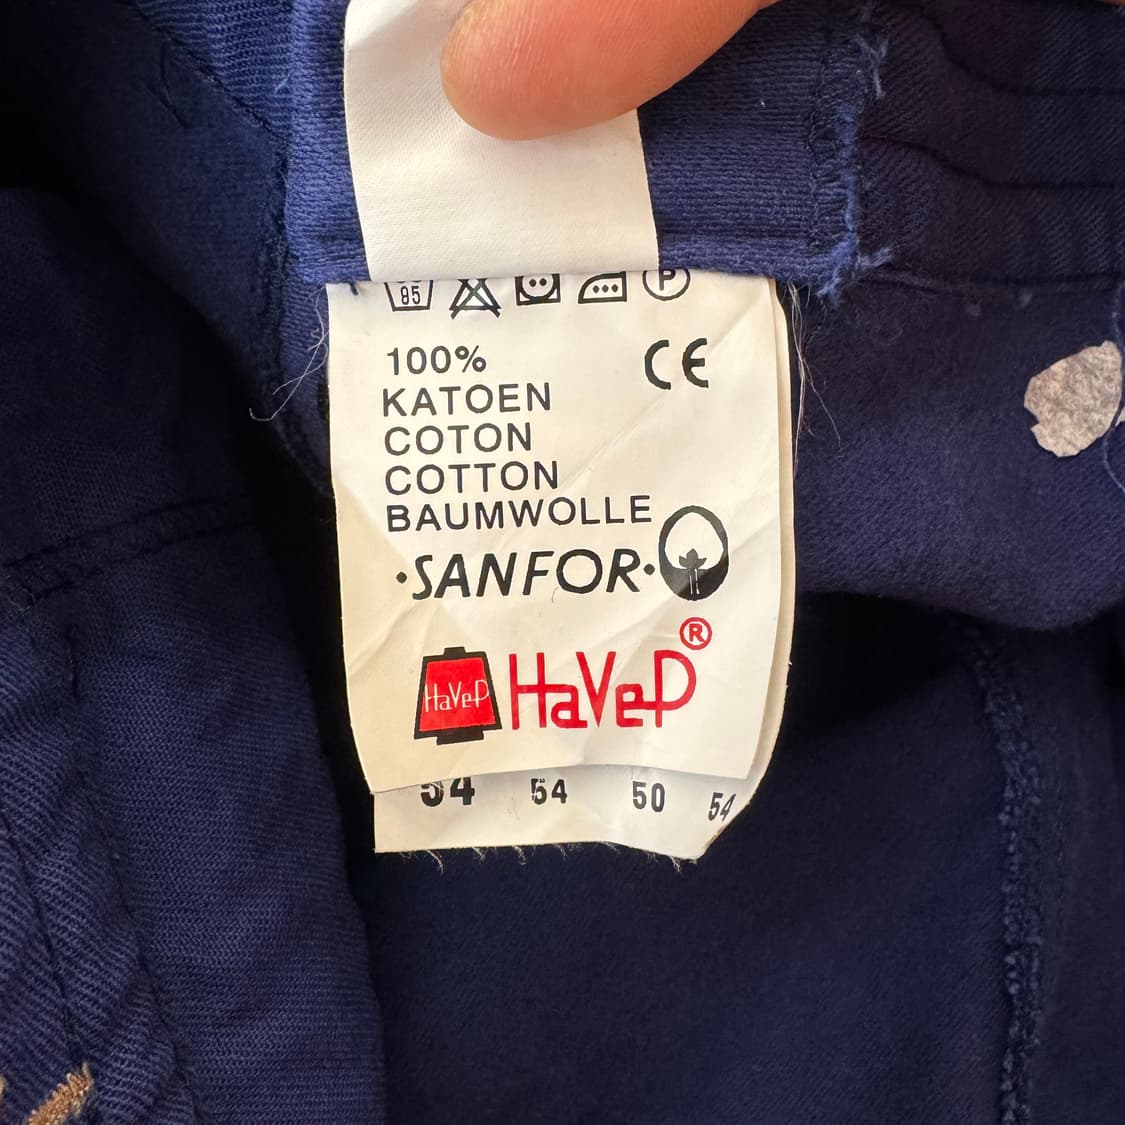 85 P
100% CE
KATOEN
COTON
COTTON
BAUMWOLLE
·SANFOR·
HaVeP HaVeP®
54 54 50 54